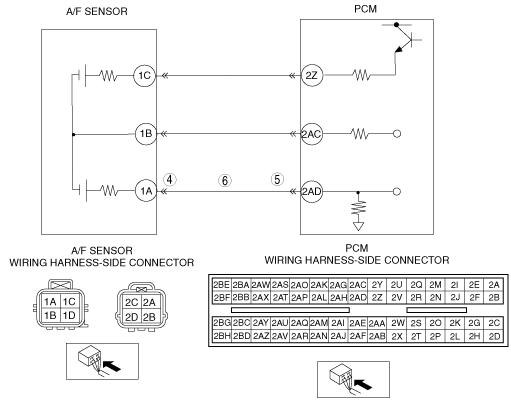 A/F SENSOR
PCM
1C
2Z
1B
2AC
4
6
5
1A
2AD
A/F SENSOR
WIRING HARNESS-SIDE CONNECTOR
PCM
WIRING HARNESS-SIDE CONNECTOR
1A 1C
1B 1D
2C 2A
2D 2B
2BE 2BA 2AW 2AS 2AO 2AK 2AG 2AC 2Y 2U 2Q 2M 2I 2E 2A
2BF 2BB 2AX 2AT 2AP 2AL 2AH 2AD 2Z 2V 2R 2N 2J 2F 2B
2BG 2BC 2AY 2AU 2AQ 2AM 2AI 2AE 2AA 2W 2S 2O 2K 2G 2C
2BH 2BD 2AZ 2AV 2AR 2AN 2AJ 2AF 2AB 2X 2T 2P 2L 2H 2D